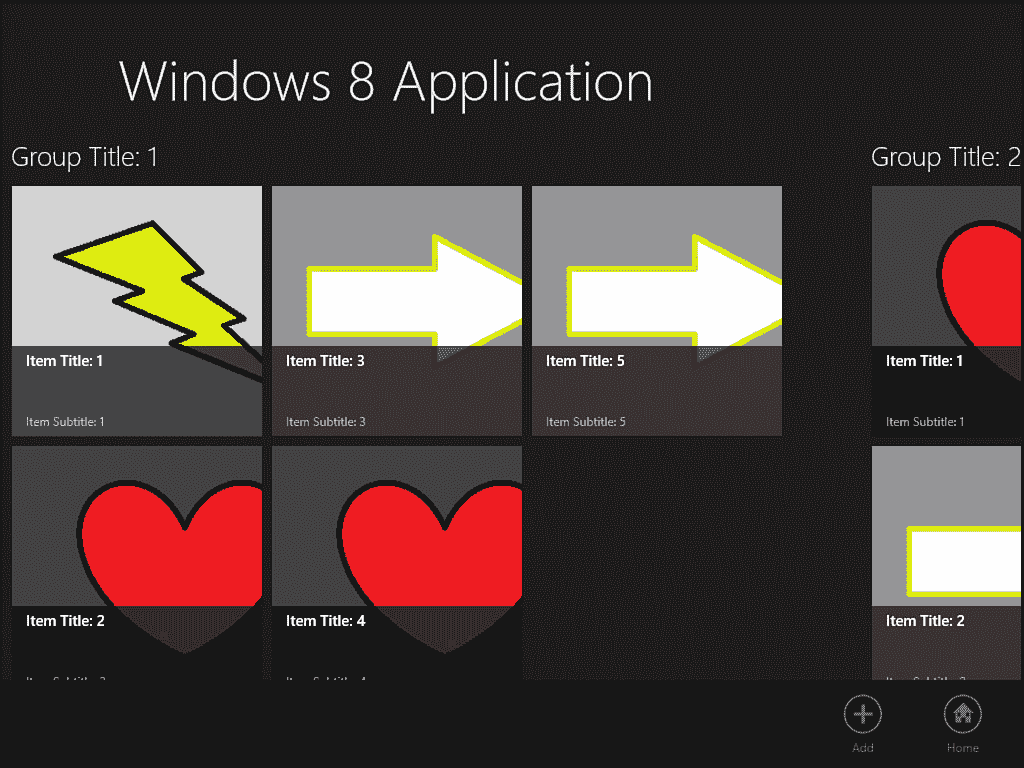 Windows 8 Application
Group Title: 1
Group Title: 2
Item Title: 1
Item Subtitle: 1
Item Title: 3
Item Subtitle: 3
Item Title: 5
Item Subtitle: 5
Item Title: 1
Item Subtitle: 1
Item Title: 2
Item Title: 4
Item Title: 2
Add
Home